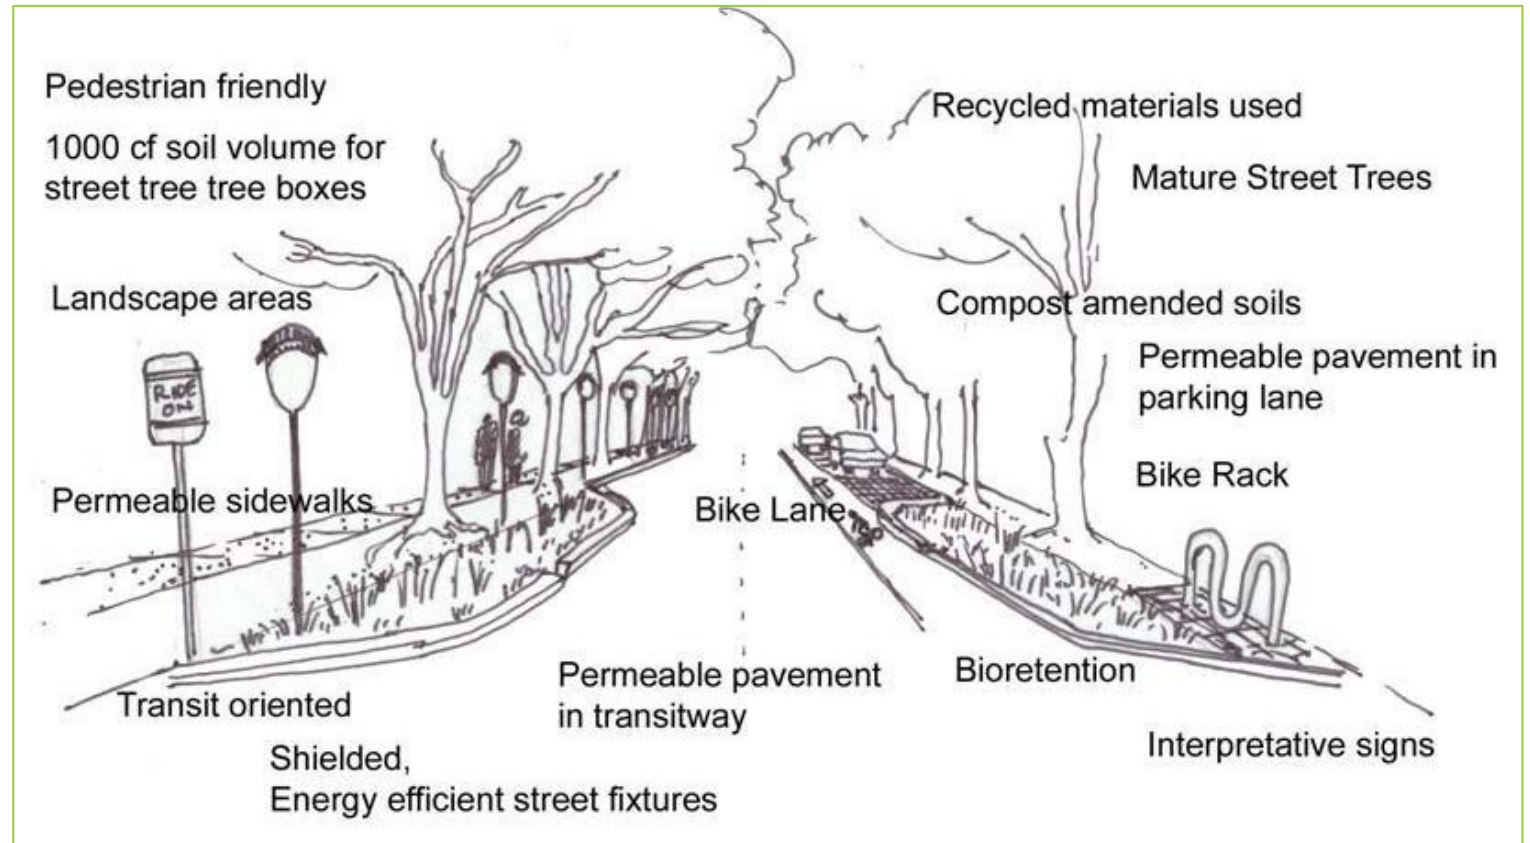 Pedestrian friendly
1000 cf soil volume for
street tree tree boxes
Landscape areas
RIDE
ON
Permeable sidewalks
Transit oriented
Shielded,
Energy efficient street fixtures
Permeable pavement
in transitway
Bike Lane
Recycled materials used
Mature Street Trees
Compost amended soils
Permeable pavement in
parking lane
Bike Rack
Bioretention
Interpretative signs